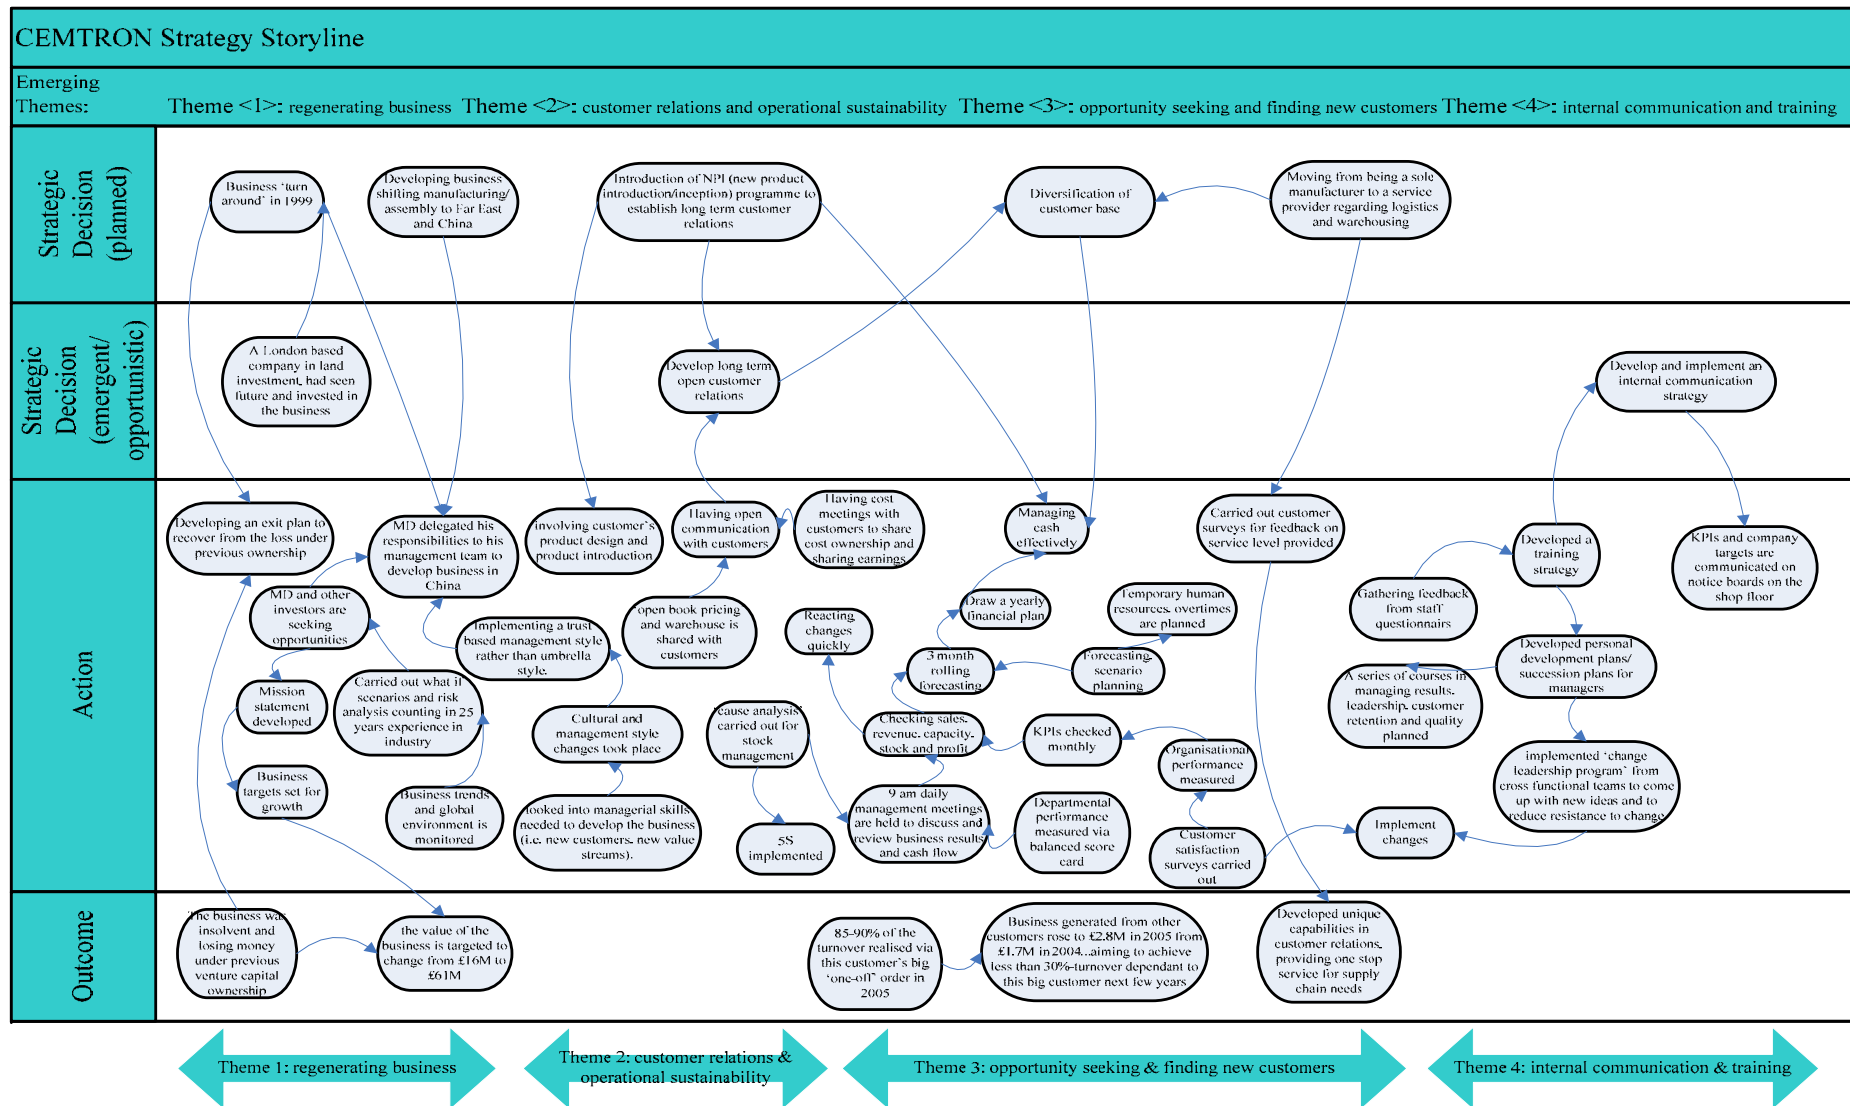 CEMTRON Strategy Storyline
Emerging
Themes:
Theme <1>: regenerating business
Theme <2>: customer relations and operational sustainability
Theme <3>: opportunity seeking and finding new customers
Theme <4>: internal communication and training
Strategic
Decision
(planned)
Business ‘turn
around’ in 1999
Developing business
shifting manufacturing/
assembly to Far East
and China
Introduction of NPI (new product
introduction/inception) programme to
establish long term customer
relations
Diversification of
customer base
Moving from being a sole
manufacturer to a service
provider regarding logistics
and warehousing
Strategic
Decision
(emergent/
opportunistic)
A London based
company in land
investment, had seen
future and invested in
the business
Develop long term
open customer
relations
Develop and implement an
internal communication
strategy
Action
Developing an exit plan to
recover from the loss under
previous ownership
MD delegated his
responsibilities to his
management team to
develop business in
China
involving customer’s
product design and
product introduction
Having open
communication
with customers
Having cost
meetings with
customers to share
cost ownership and
sharing earnings
Managing
cash
effectively
Carried out customer
surveys for feedback on
service level provided
Developed a
training
strategy
KPIs and company
targets are
communicated on
notice boards on the
shop floor
MD and other
investors are
seeking
opportunities
Implementing a trust
based management style
rather than umbrella
style.
open book pricing
and warehouse is
shared with
customers
Reacting
changes
quickly
Draw a yearly
financial plan
Temporary human
resources, overtimes
are planned
Gathering feedback
from staff
questionnairs
Mission
statement
developed
Carried out what if
scenarios and risk
analysis counting in 25
years experience in
industry
3 month
rolling
forecasting
Forecasting,
scenario
planning
Developed personal
development plans/
succession plans for
managers
A series of courses in
managing results,
leadership, customer
retention and quality
planned
Cultural and
management style
changes took place
‘cause analysis’
carried out for
stock
management
Checking sales,
revenue, capacity,
stock and profit
KPIs checked
monthly
Organisational
performance
measured
Business
targets set for
growth
Business trends
and global
environment is
monitored
looked into managerial skills
needed to develop the business
(i.e. new customers, new value
streams).
5S
implemented
9 am daily
management meetings
are held to discuss and
review business results
and cash flow
Departmental
performance
measured via
balanced score
card
Customer
satisfaction
surveys carried
out
Implement
changes
implemented ‘change
leadership program’ from
cross functional teams to come
up with new ideas and to
reduce resistance to change
Outcome
The business was
insolvent and
losing money
under previous
venture capital
ownership
the value of the
business is targeted to
change from £16M to
£61M
85-90% of the
turnover realised via
this customer’s big
‘one-off’ order in
2005
Business generated from other
customers rose to £2.8M in 2005 from
£1.7M in 2004...aiming to achieve
less than 30%-turnover dependant to
this big customer next few years
Developed unique
capabilities in
customer relations,
providing one stop
service for supply
chain needs
Theme 1: regenerating business
Theme 2: customer relations &
operational sustainability
Theme 3: opportunity seeking & finding new customers
Theme 4: internal communication & training